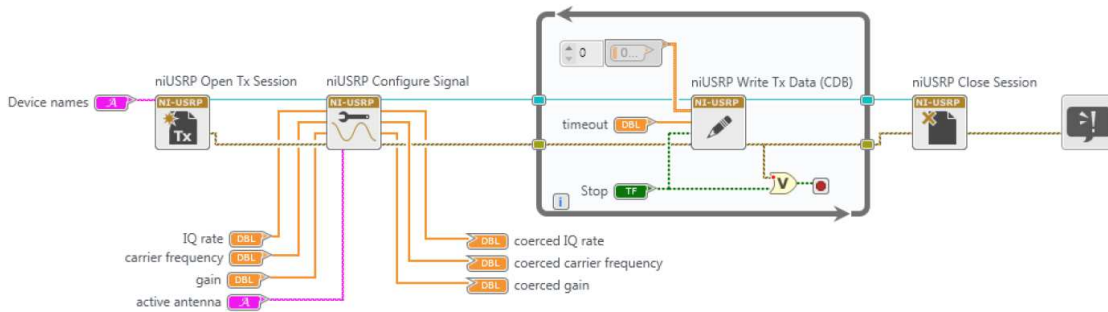 niUSRP Open Tx Session
niUSRP Configure Signal
niUSRP Write Tx Data (CDB)
niUSRP Close Session
0
0...
Device names
A
NI-USRP
Tx
NI-USRP
NI-USRP
NI-USRP
timeout
DBL
Stop
TF
V
i
IQ rate
DBL
carrier frequency
DBL
gain
DBL
active antenna
A
DBL
coerced IQ rate
DBL
coerced carrier frequency
DBL
coerced gain
?!